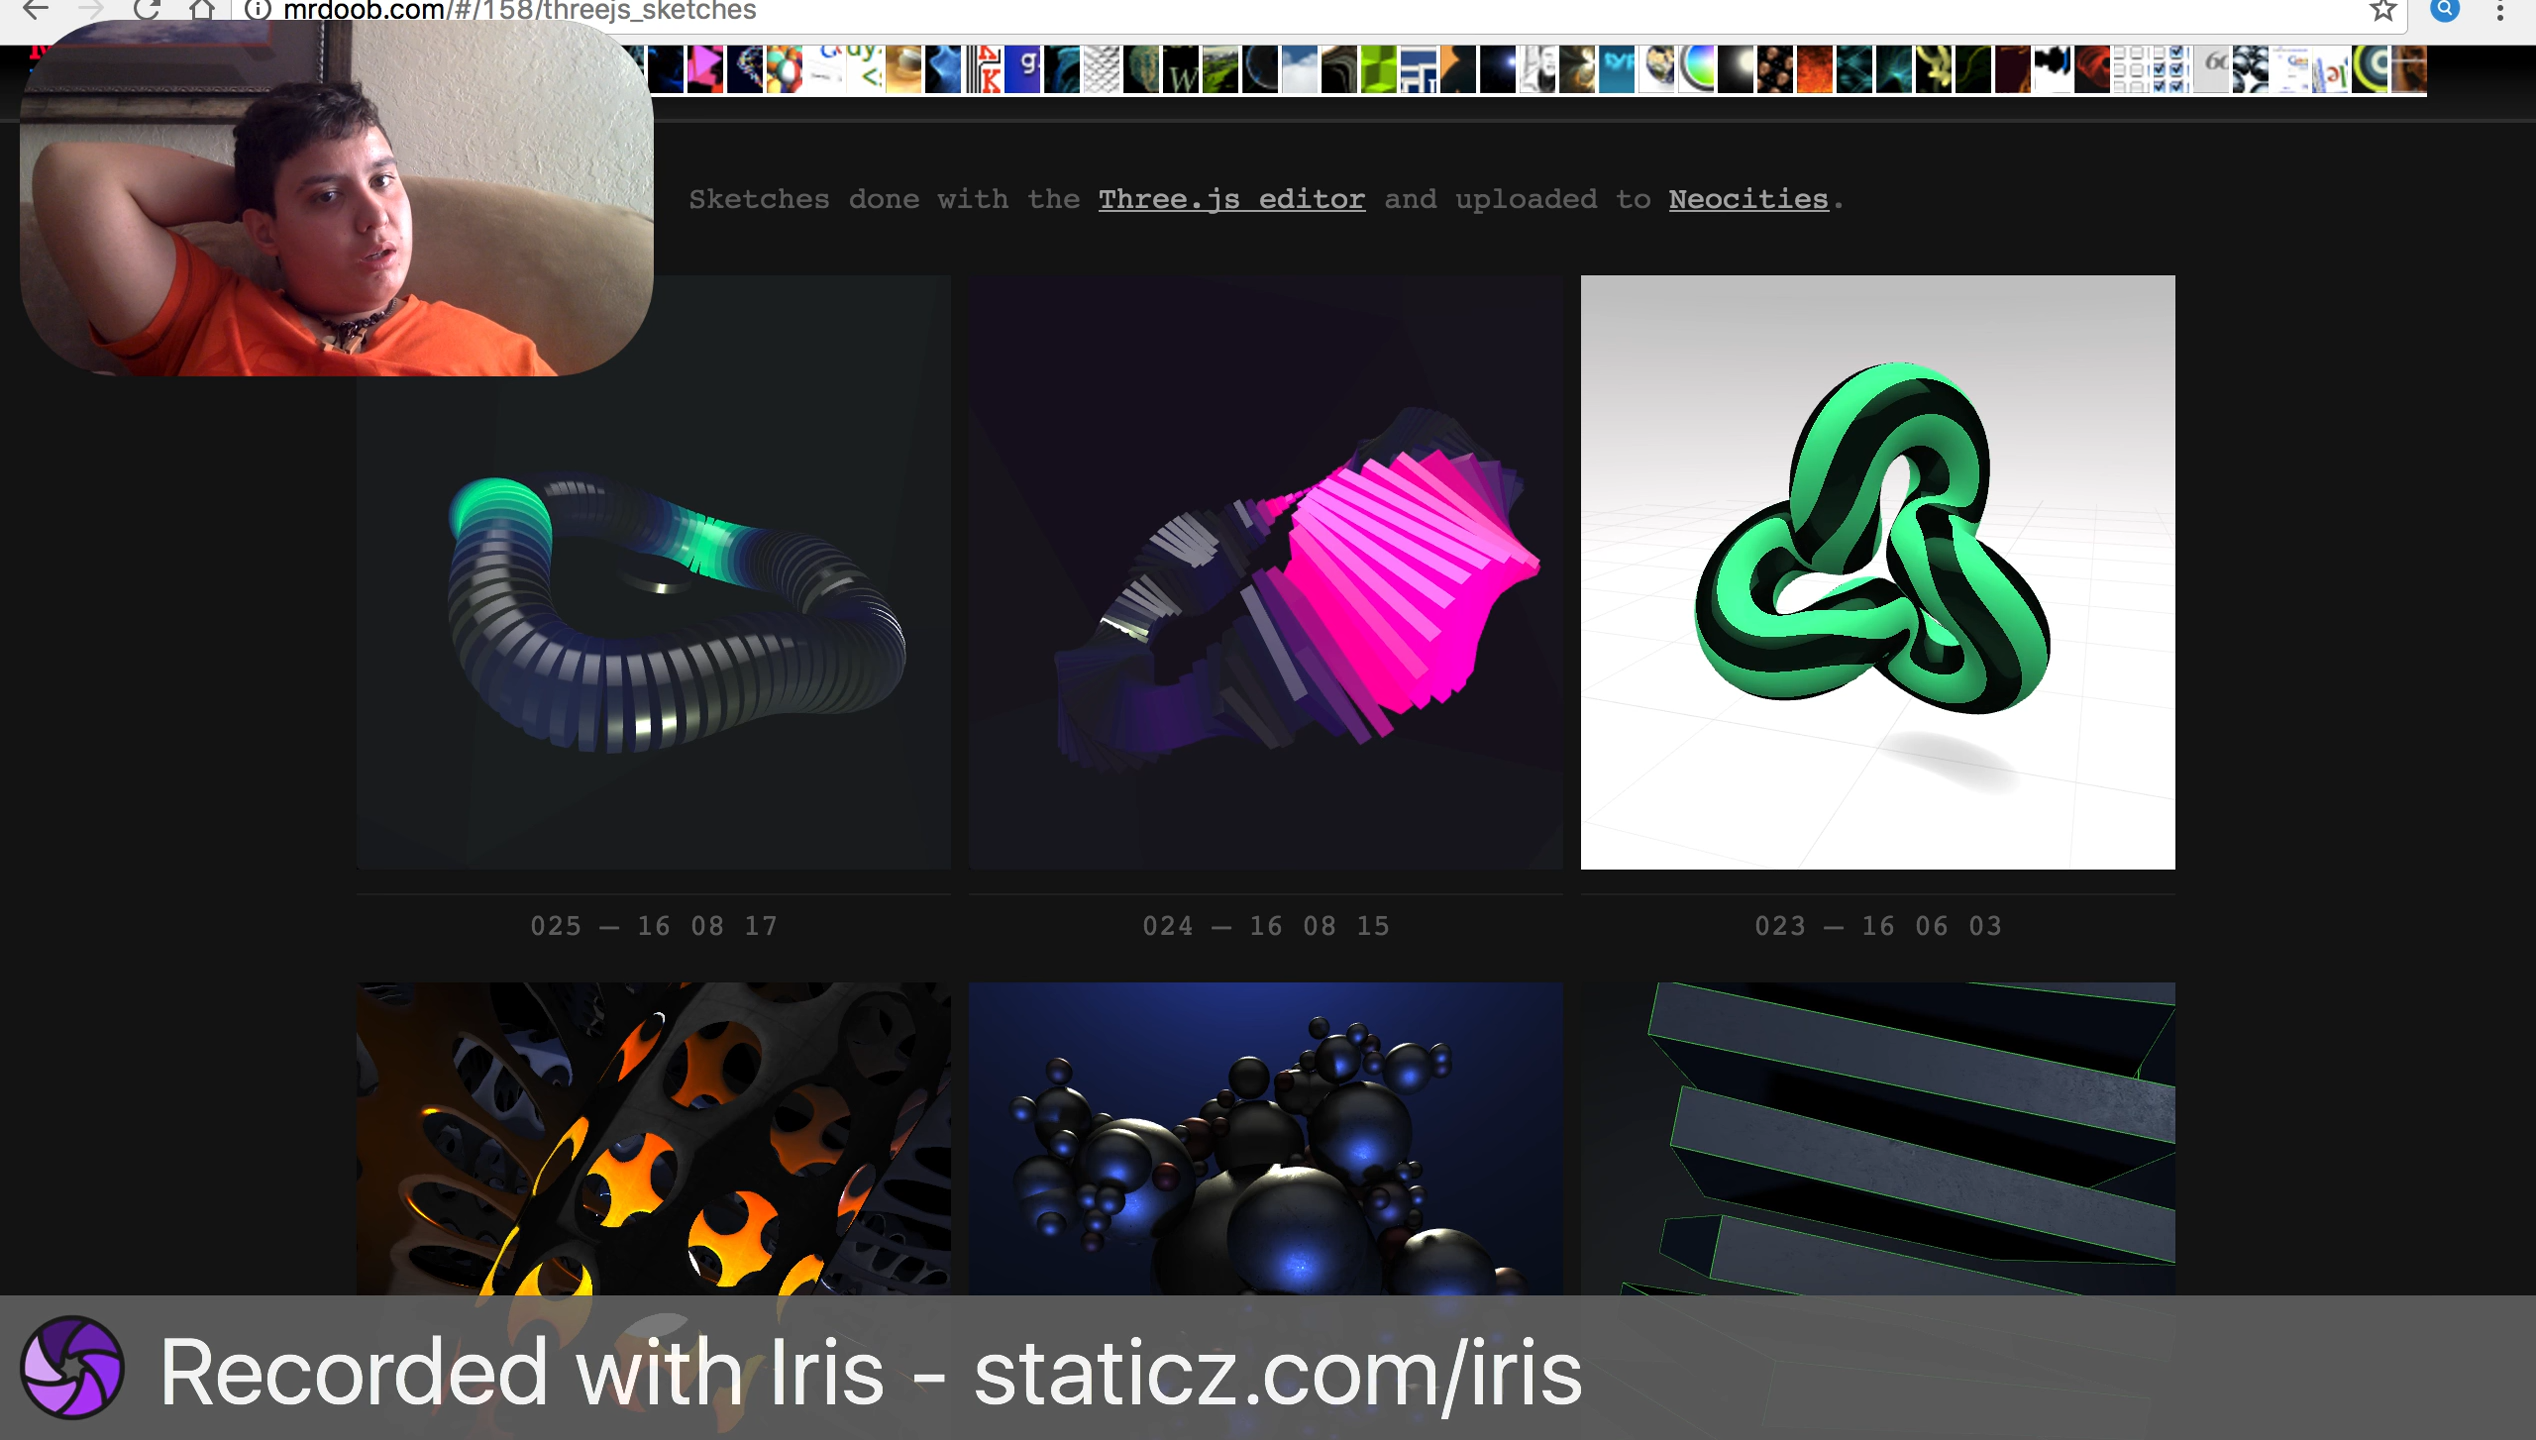 mrdoob.com/#/158/threejs_sketches
Sketches done with the Three.js editor and uploaded to Neocities.
025 — 16 08 17
024 — 16 08 15
023 — 16 06 03
Recorded with Iris - staticz.com/iris